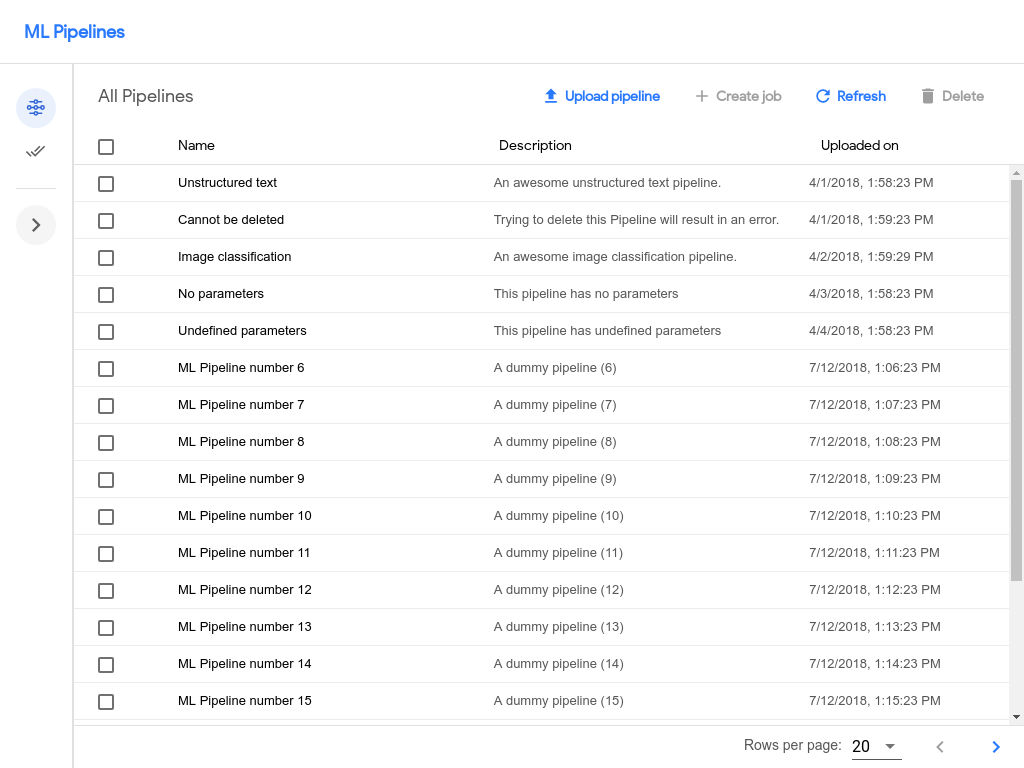 ML Pipelines
All Pipelines
Upload pipeline
Create job
Refresh
Delete
Name Description Uploaded on
Unstructured text An awesome unstructured text pipeline. 4/1/2018, 1:58:23 PM
Cannot be deleted Trying to delete this Pipeline will result in an error. 4/1/2018, 1:59:23 PM
Image classification An awesome image classification pipeline. 4/2/2018, 1:59:29 PM
No parameters This pipeline has no parameters 4/3/2018, 1:58:23 PM
Undefined parameters This pipeline has undefined parameters 4/4/2018, 1:58:23 PM
ML Pipeline number 6 A dummy pipeline (6) 7/12/2018, 1:06:23 PM
ML Pipeline number 7 A dummy pipeline (7) 7/12/2018, 1:07:23 PM
ML Pipeline number 8 A dummy pipeline (8) 7/12/2018, 1:08:23 PM
ML Pipeline number 9 A dummy pipeline (9) 7/12/2018, 1:09:23 PM
ML Pipeline number 10 A dummy pipeline (10) 7/12/2018, 1:10:23 PM
ML Pipeline number 11 A dummy pipeline (11) 7/12/2018, 1:11:23 PM
ML Pipeline number 12 A dummy pipeline (12) 7/12/2018, 1:12:23 PM
ML Pipeline number 13 A dummy pipeline (13) 7/12/2018, 1:13:23 PM
ML Pipeline number 14 A dummy pipeline (14) 7/12/2018, 1:14:23 PM
ML Pipeline number 15 A dummy pipeline (15) 7/12/2018, 1:15:23 PM
Rows per page: 20